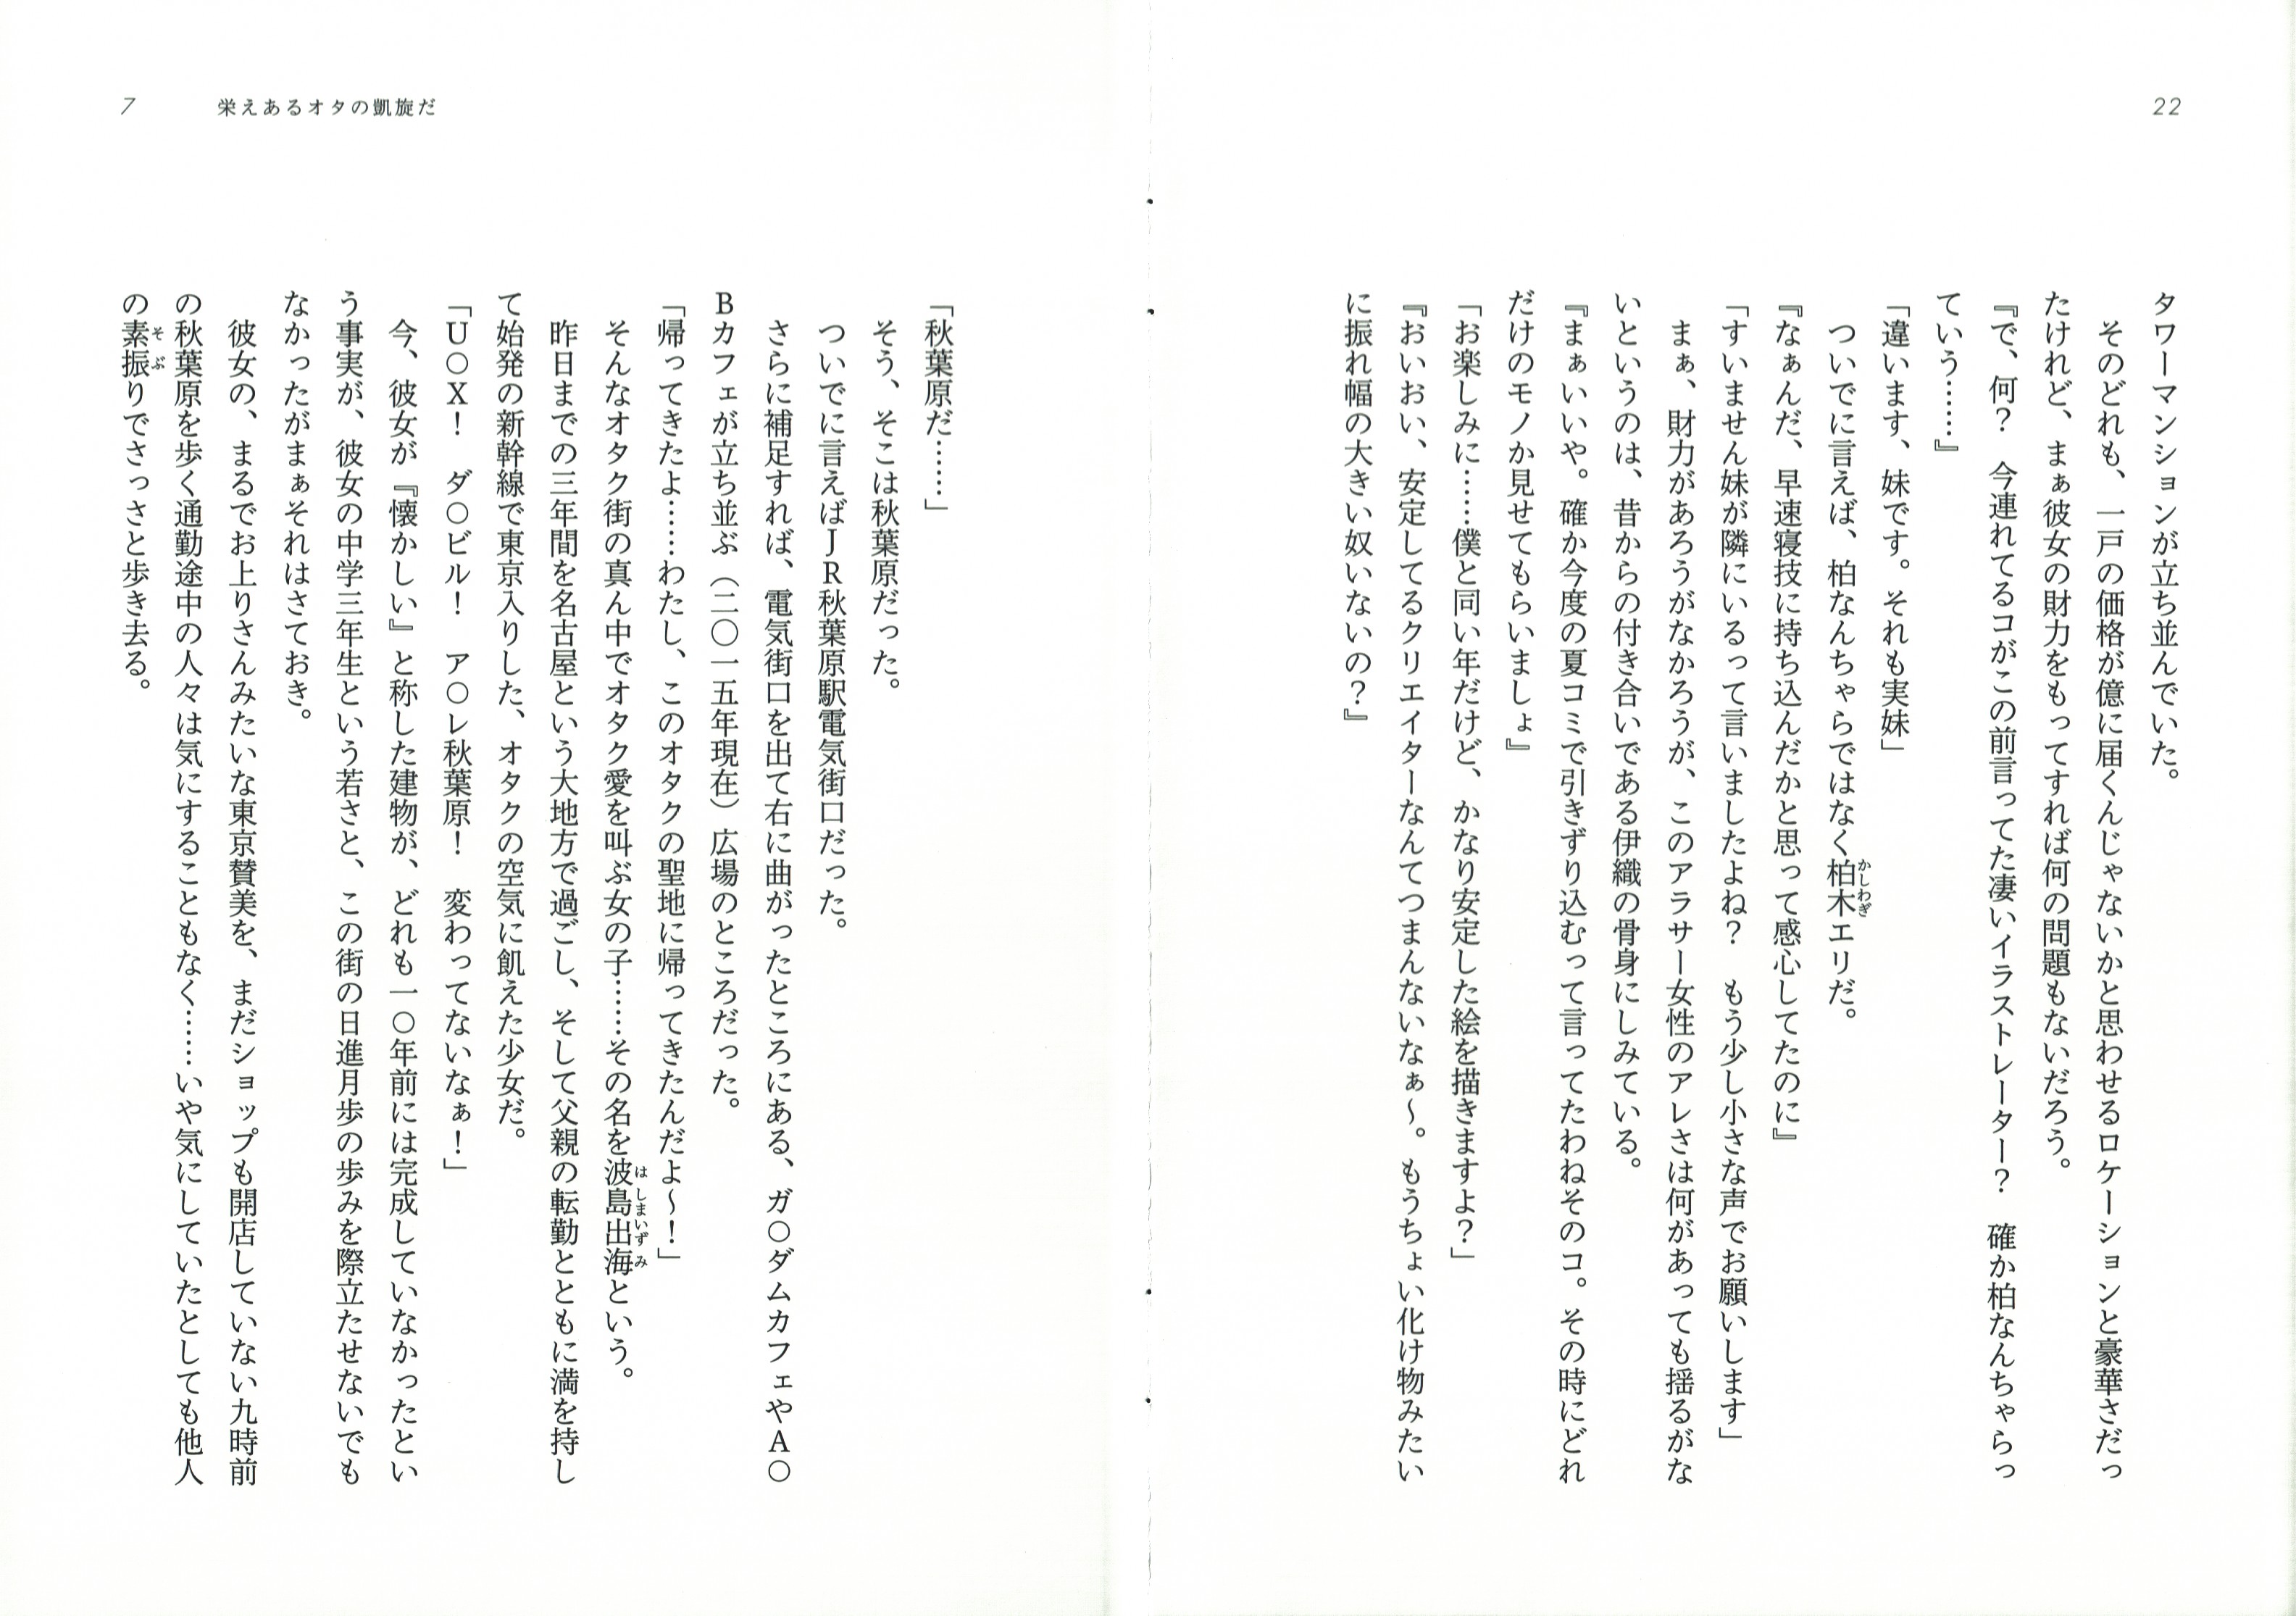 22
タワーマンションが立ち並んでいた。
そのどれも、一戸の価格が億に届くんじゃないかと思わせるロケーションと豪華さだっ
たけれど、まぁ彼女の財力をもってすれば何の問題もないだろう。
『で、何？　今連れてるコがこの前言ってた凄いイラストレーター？　確か柏なんちゃらっ
ていう……』
「違います、妹です。それも実妹」
ついでに言えば、柏なんちゃらではなく柏木エリだ。
『なぁんだ、早速寝技に持ち込んだかと思って感心してたのに』
「すいません妹が隣にいるって言いましたよね？　もう少し小さな声でお願いします」
まぁ、財力があろうがなかろうが、このアラサー女性のアレさは何があっても揺るがな
いというのは、昔からの付き合いである伊織の骨身にしみている。
『まぁいいや。確か今度の夏コミで引きずり込むって言ってたわねそのコ。その時にどれ
だけのモノか見せてもらいましょ』
「お楽しみに……僕と同い年だけど、かなり安定した絵を描きますよ？」
『おいおい、安定してるクリエイターなんてつまんないなぁ～。もうちょい化け物みたい
に振れ幅の大きい奴いないの？』
7
栄えあるオタの凱旋だ
「秋葉原だ……」
そう、そこは秋葉原だった。
ついでに言えばＪＲ秋葉原駅電気街口だった。
さらに補足すれば、電気街口を出て右に曲がったところにある、ガ○ダムカフェやＡ○
Ｂカフェが立ち並ぶ（二〇一五年現在）広場のところだった。
「帰ってきたよ……わたし、このオタクの聖地に帰ってきたんだよ～！」
そんなオタク街の真ん中でオタク愛を叫ぶ女の子……その名を波島出海という。
昨日までの三年間を名古屋という大地方で過ごし、そして父親の転勤とともに満を持し
て始発の新幹線で東京入りした、オタクの空気に飢えた少女だ。
「Ｕ○Ｘ！　ダ○ビル！　ア○レ秋葉原！　変わってないなぁ！」
今、彼女が『懐かしい』と称した建物が、どれも一〇年前には完成していなかったとい
う事実が、彼女の中学三年生という若さと、この街の日進月歩の歩みを際立たせないでも
なかったがまぁそれはさておき。
彼女の、まるでお上りさんみたいな東京賛美を、まだショップも開店していない九時前
の秋葉原を歩く通勤途中の人々は気にすることもなく……いや気にしていたとしても他人
の素振りでさっさと歩き去る。